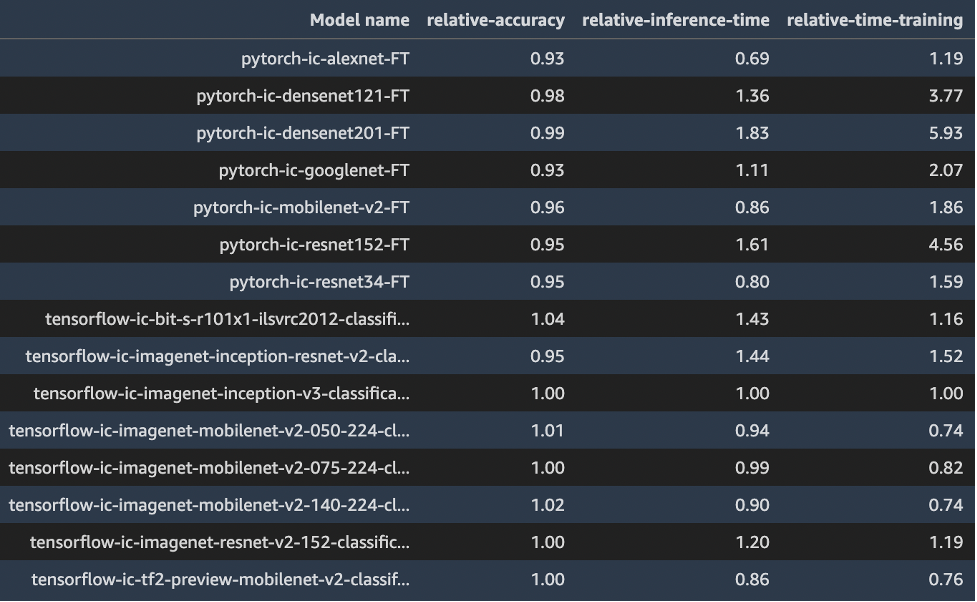 Model name relative-accuracy relative-inference-time relative-time-training
pytorch-ic-alexnet-FT 0.93 0.69 1.19
pytorch-ic-densenet121-FT 0.98 1.36 3.77
pytorch-ic-densenet201-FT 0.99 1.83 5.93
pytorch-ic-googlenet-FT 0.93 1.11 2.07
pytorch-ic-mobilenet-v2-FT 0.96 0.86 1.86
pytorch-ic-resnet152-FT 0.95 1.61 4.56
pytorch-ic-resnet34-FT 0.95 0.80 1.59
tensorflow-ic-bit-s-r101x1-ilsvrc2012-classifi... 1.04 1.43 1.16
tensorflow-ic-imagenet-inception-resnet-v2-cla... 0.95 1.44 1.52
tensorflow-ic-imagenet-inception-v3-classifica... 1.00 1.00 1.00
tensorflow-ic-imagenet-mobilenet-v2-050-224-cl... 1.01 0.94 0.74
tensorflow-ic-imagenet-mobilenet-v2-075-224-cl... 1.00 0.99 0.82
tensorflow-ic-imagenet-mobilenet-v2-140-224-cl... 1.02 0.90 0.74
tensorflow-ic-imagenet-resnet-v2-152-classific... 1.00 1.20 1.19
tensorflow-ic-tf2-preview-mobilenet-v2-classif... 1.00 0.86 0.76